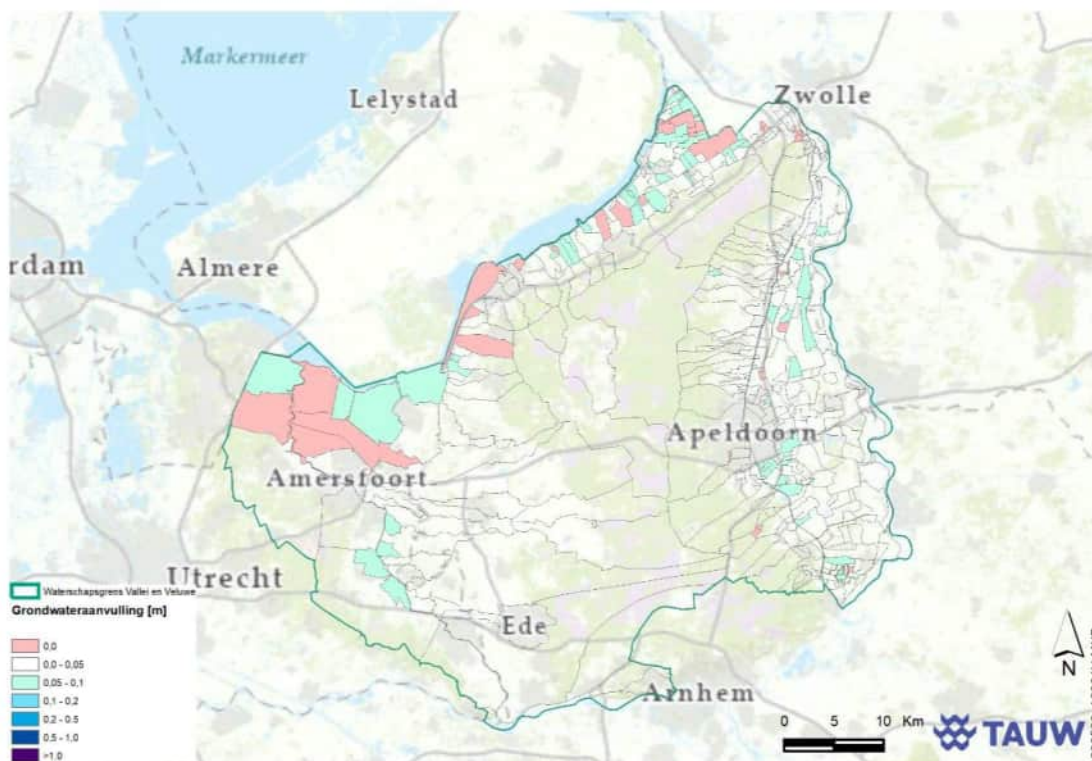 Markermeer
Lelystad
Zwolle
rdam
Almere
Apeldoorn
Amersfoort
Utrecht
Ede
Arnhem
Waterschapsgrens Vallei en Veluwe
Grondwateraanvulling [m]
0,0
0,0 - 0,05
0,05 - 0,1
0,1 - 0,2
0,2 - 0,5
0,5 - 1,0
>1.0
N
0 5 10 Km
TAUW